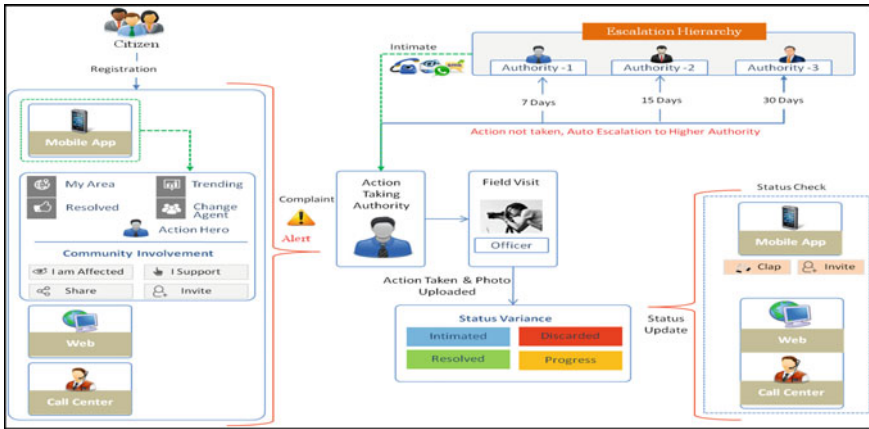 Citizen
Registration
Mobile App
My Area
Trending
Resolved
Change
Agent
Action Hero
Community Involvement
I am Affected
I Support
Share
Invite
Web
Call Center
Complaint
Alert
Escalation Hierarchy
Intimate
Authority -1
Authority -2
Authority -3
7 Days
15 Days
30 Days
Action not taken, Auto Escalation to Higher Authority
Action
Taking
Authority
Field Visit
Officer
Action Taken & Photo
Uploaded
Status Variance
Intimated
Discarded
Resolved
Progress
Status
Update
Status Check
Mobile App
Clap
Invite
Web
Call Center